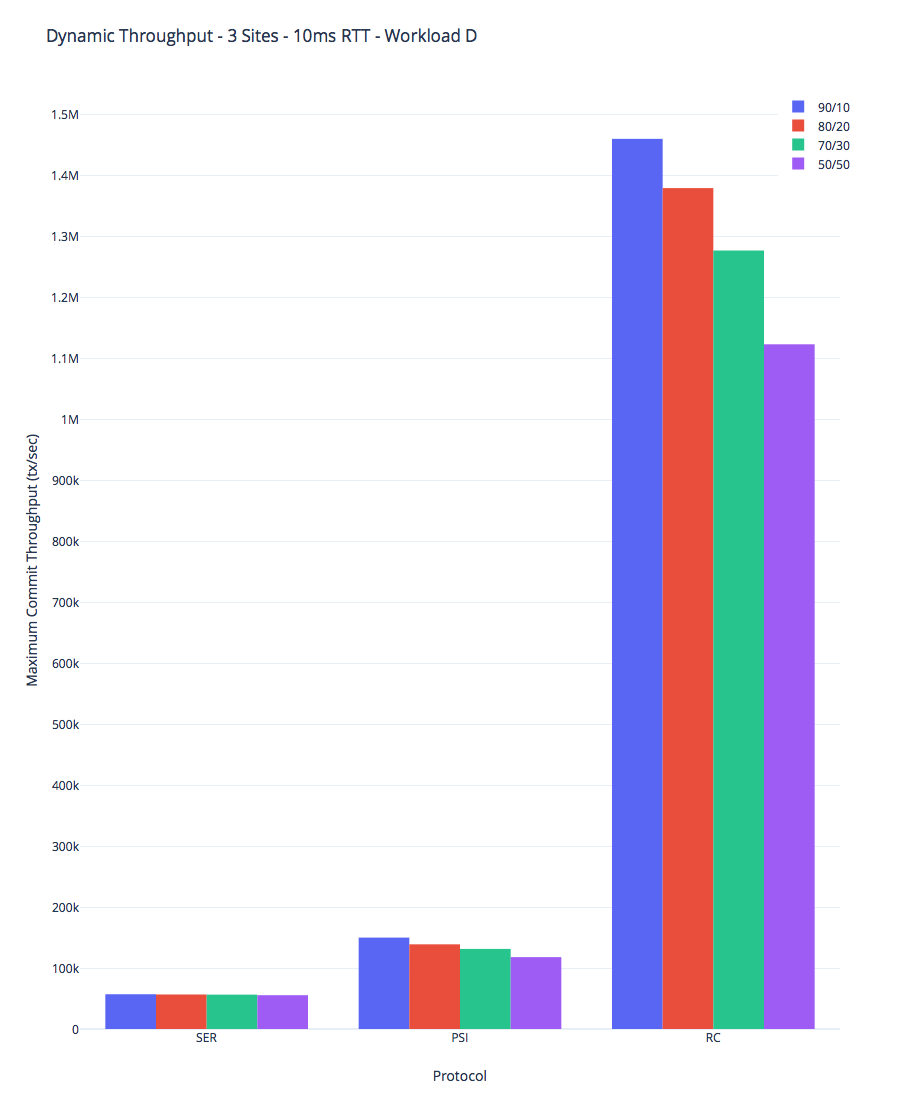 Dynamic Throughput - 3 Sites - 10ms RTT - Workload D
90/10
80/20
70/30
50/50
1.5M
1.4M
1.3M
1.2M
1.1M
1M
900k
800k
700k
600k
500k
400k
300k
200k
100k
0
Maximum Commit Throughput (tx/sec)
SER PSI RC
Protocol